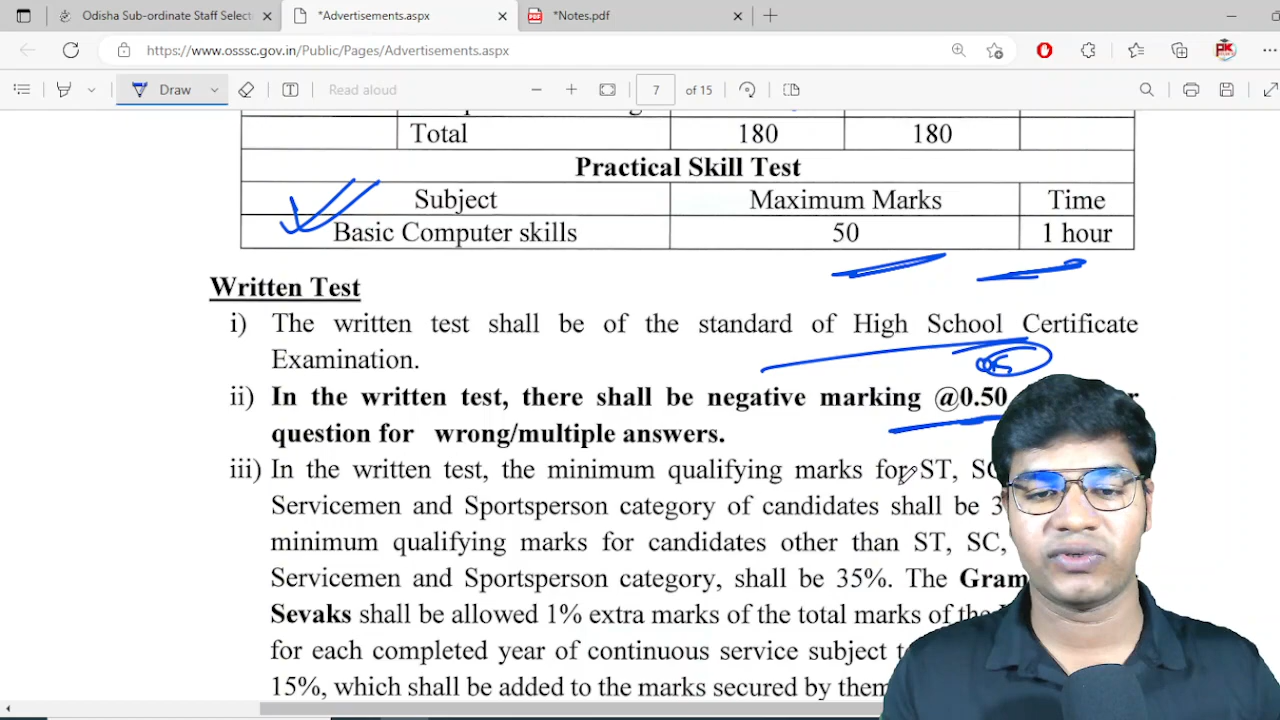 Odisha Sub-ordinate Staff Select
*Advertisements.aspx
*Notes.pdf
https://www.osssc.gov.in/Public/Pages/Advertisements.aspx
PK
Draw
Read aloud
7 of 15
Total 180 180
Practical Skill Test
Subject Maximum Marks Time
Basic Computer skills 50 1 hour
Written Test
i) The written test shall be of the standard of High School Certificate
Examination.
ii) In the written test, there shall be negative marking @0.50
question for wrong/multiple answers.
iii) In the written test, the minimum qualifying marks for ST,
Servicemen and Sportsperson category of candidates shall be
minimum qualifying marks for candidates other than ST, SC,
Servicemen and Sportsperson category, shall be 35%. The
Sevaks shall be allowed 1% extra marks of the total marks of the
for each completed year of continuous service subject
15%, which shall be added to the marks secured by them